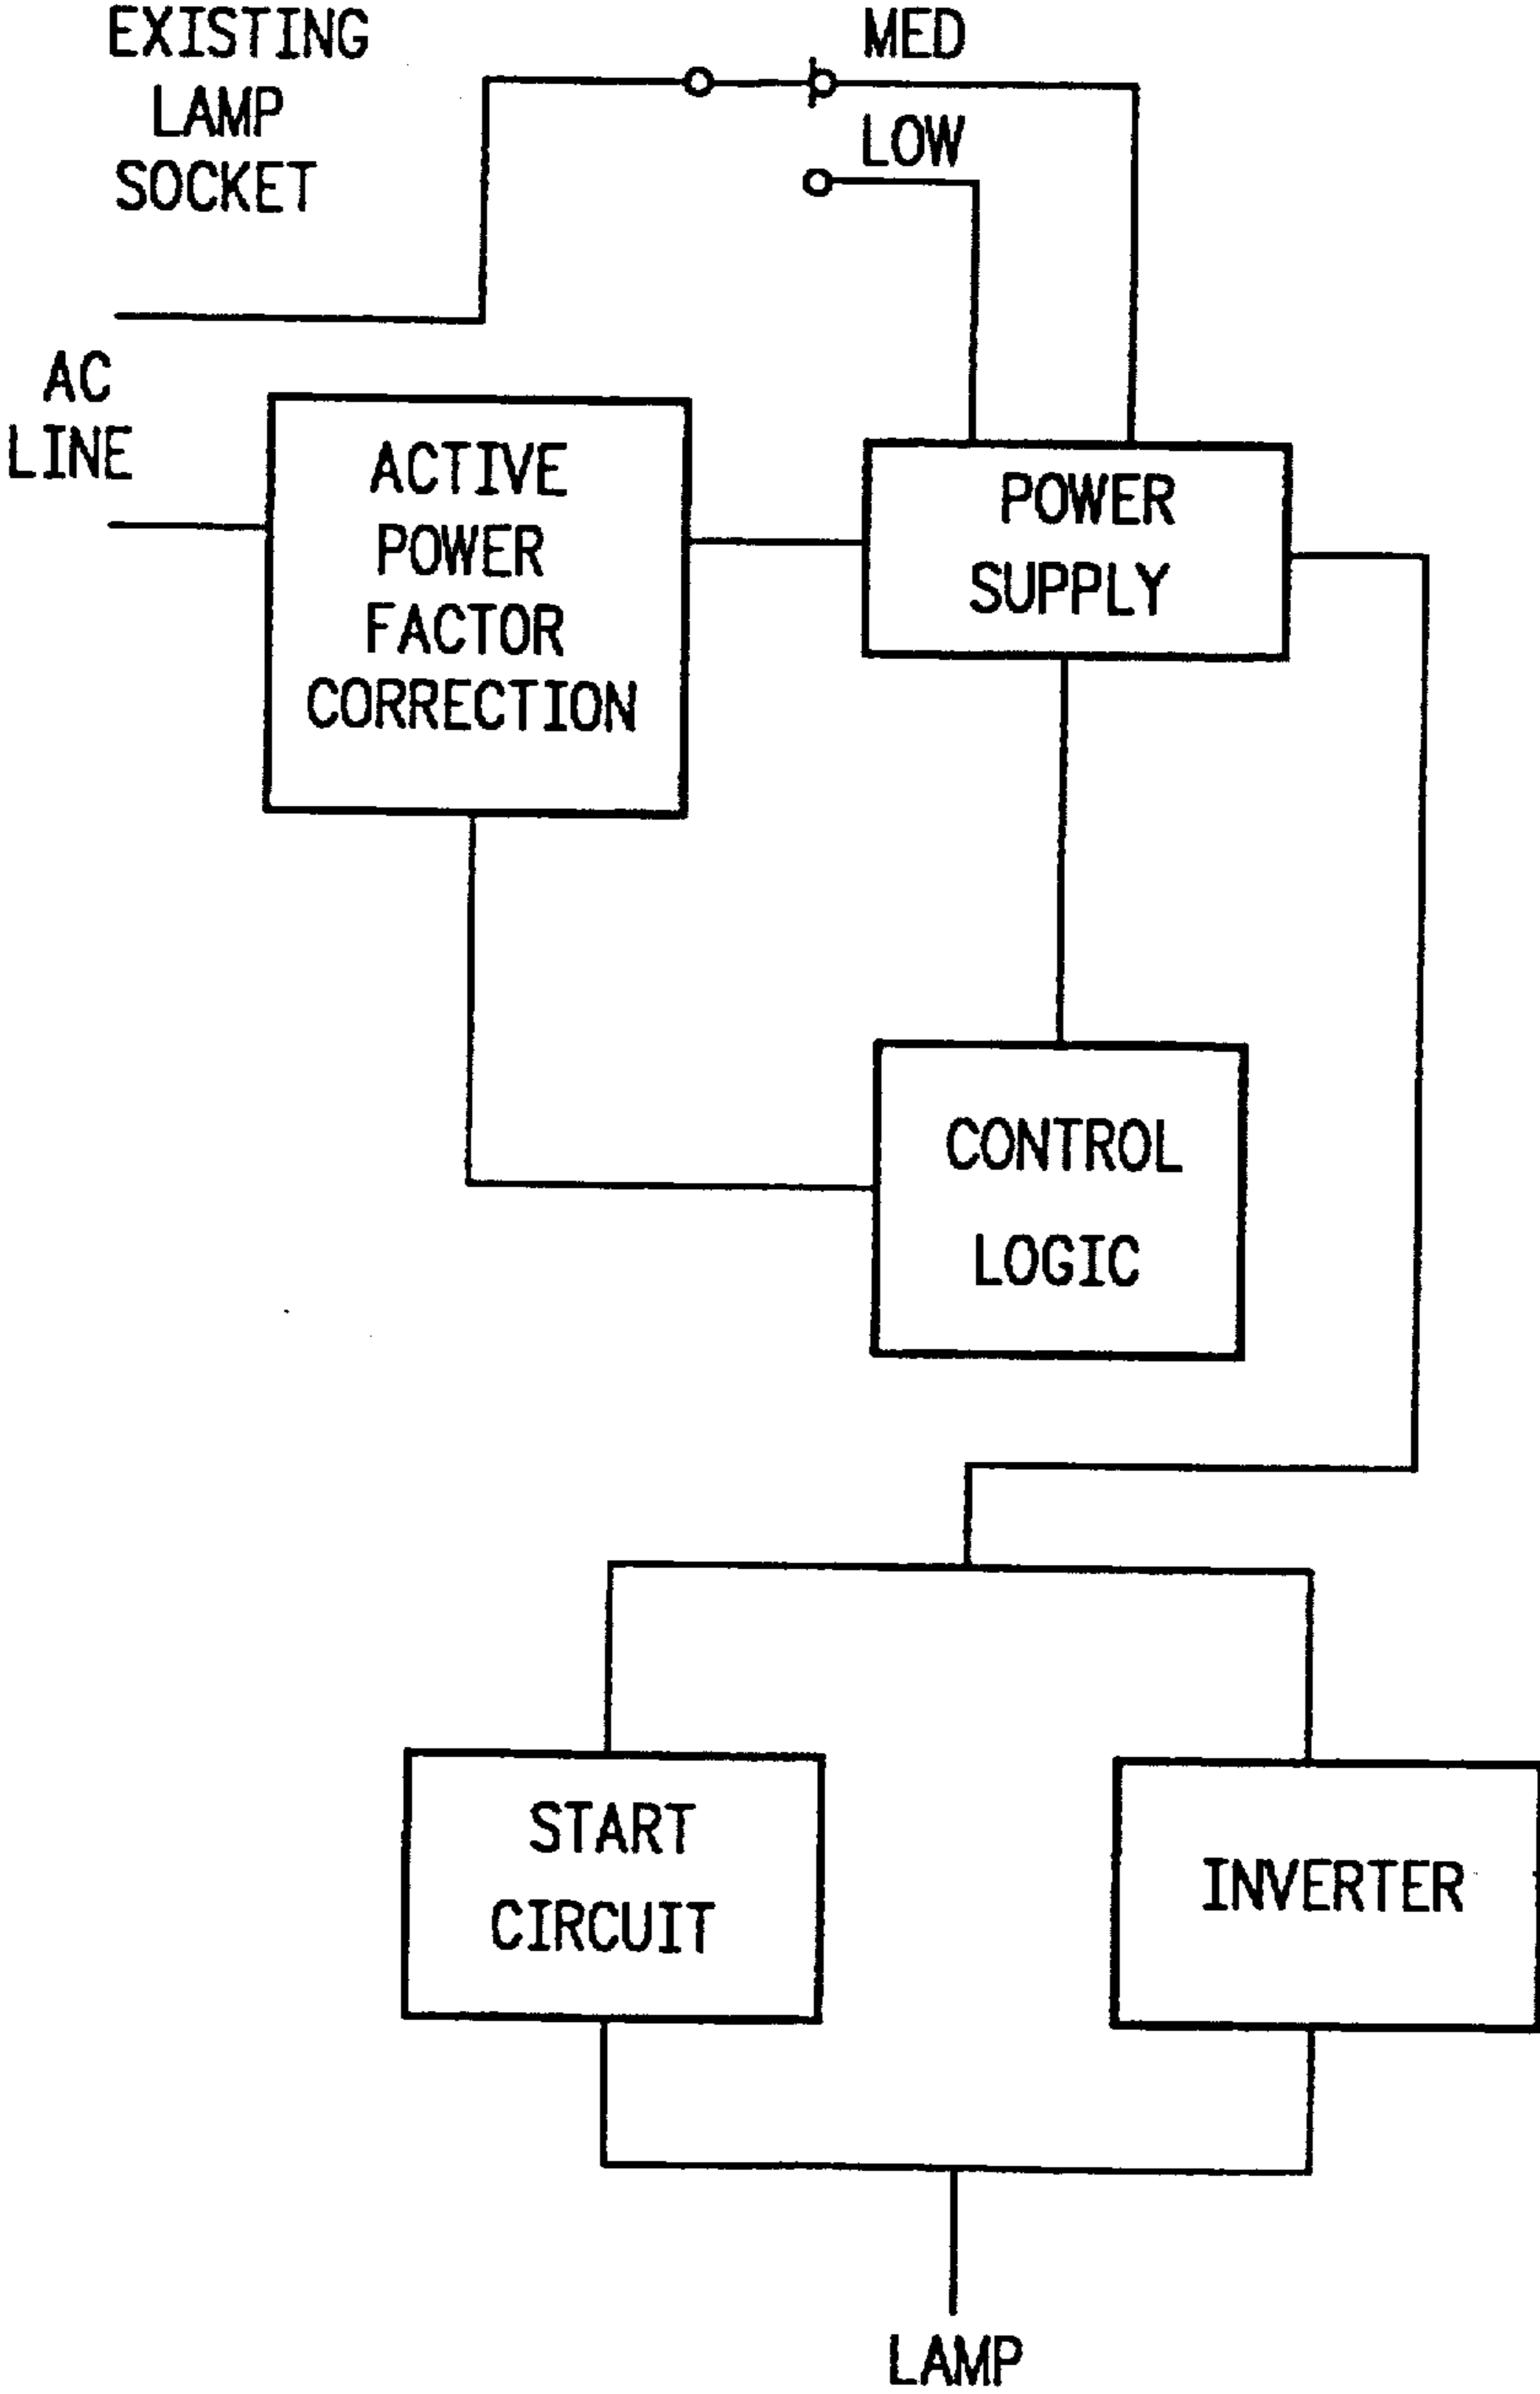 EXISTING
LAMP
SOCKET
MED
LOW
AC
LINE
ACTIVE
POWER
FACTOR
CORRECTION
POWER
SUPPLY
CONTROL
LOGIC
START
CIRCUIT
INVERTER
LAMP